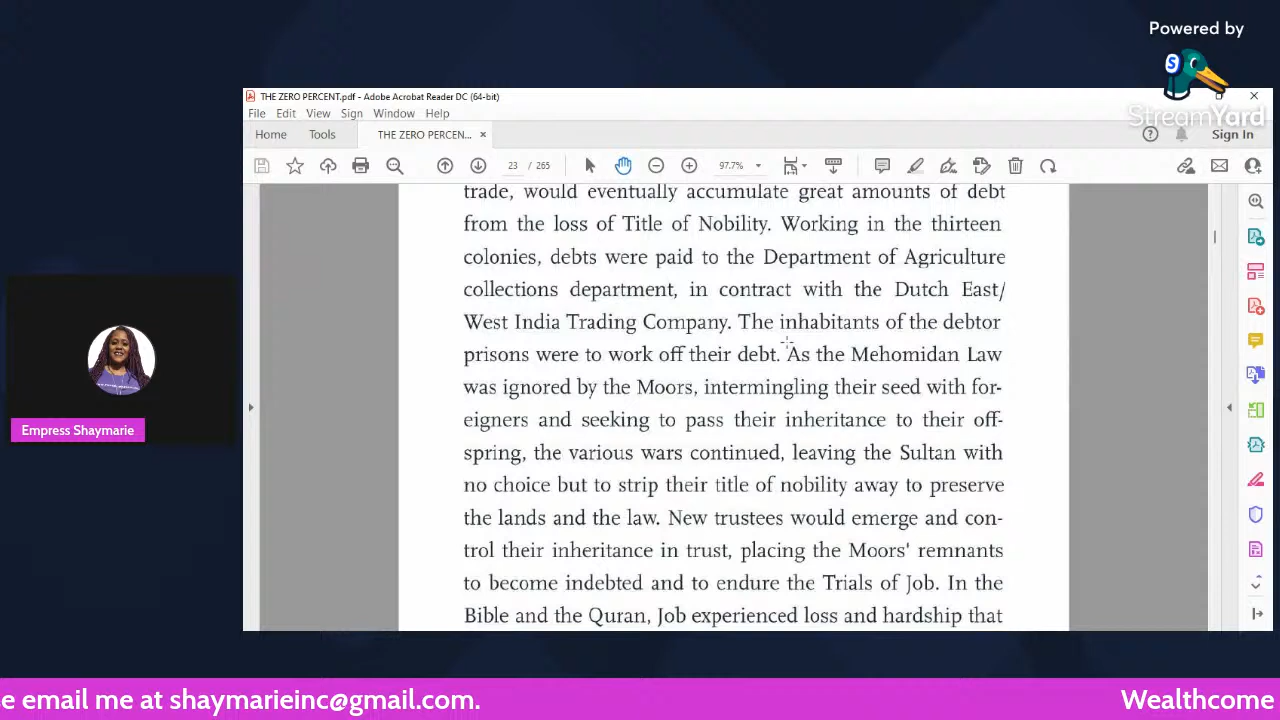 Powered by
StreamYard
THE ZERO PERCENT.pdf - Adobe Acrobat Reader DC (64-bit)
File Edit View Sign Window Help
Home Tools THE ZERO PERCEN... Sign In
23 / 265 97.7%
trade, would eventually accumulate great amounts of debt
from the loss of Title of Nobility. Working in the thirteen
colonies, debts were paid to the Department of Agriculture
collections department, in contract with the Dutch East/
West India Trading Company. The inhabitants of the debtor
prisons were to work off their debt. As the Mehomidan Law
was ignored by the Moors, intermingling their seed with for-
eigners and seeking to pass their inheritance to their off-
spring, the various wars continued, leaving the Sultan with
no choice but to strip their title of nobility away to preserve
the lands and the law. New trustees would emerge and con-
trol their inheritance in trust, placing the Moors' remnants
to become indebted and to endure the Trials of Job. In the
Bible and the Quran, Job experienced loss and hardship that
Empress Shaymarie
e email me at shaymarieinc@gmail.com. Wealthcome